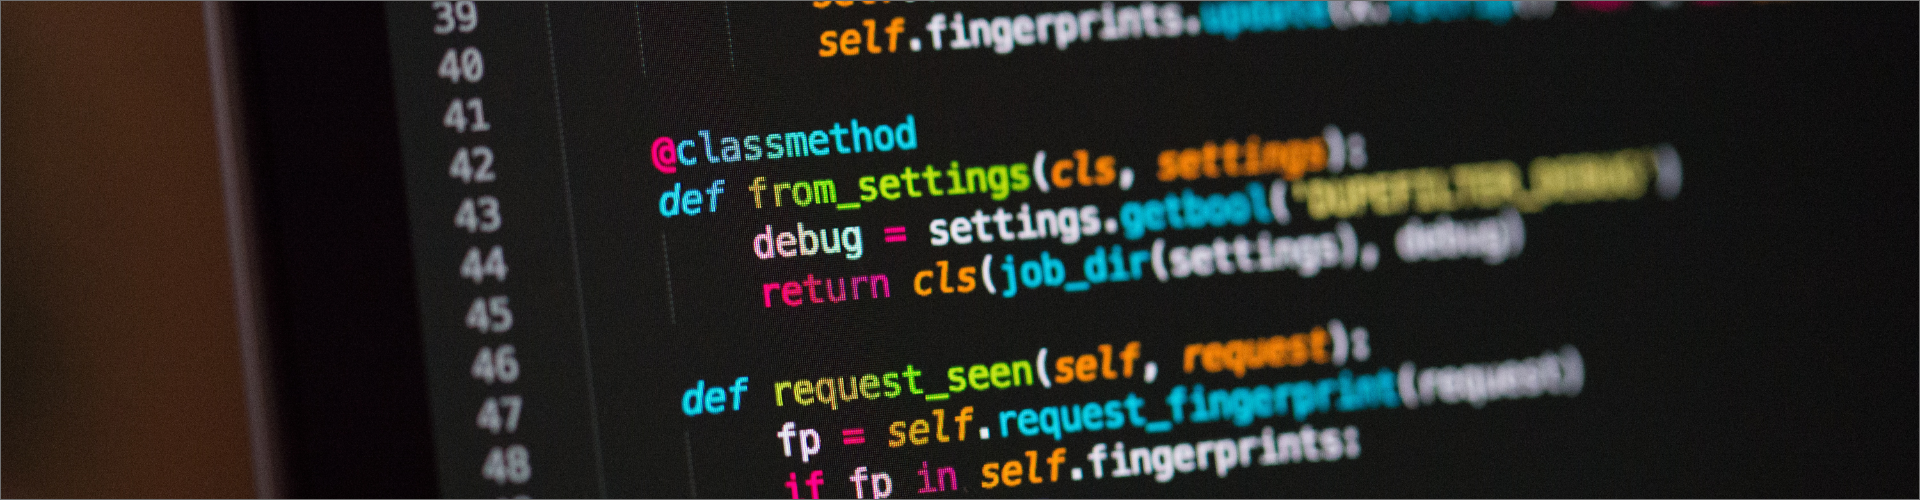 39
40 self.fingerprints.update(
41
42 @classmethod
43 def from_settings(cls, settings):
44 debug = settings.getbool('DUPEFILTER_DEBUG')
45 return cls(job_dir(settings), debug)
46
47 def request_seen(self, request):
48 fp = self.request_fingerprint(request)
if fp in self.fingerprints: